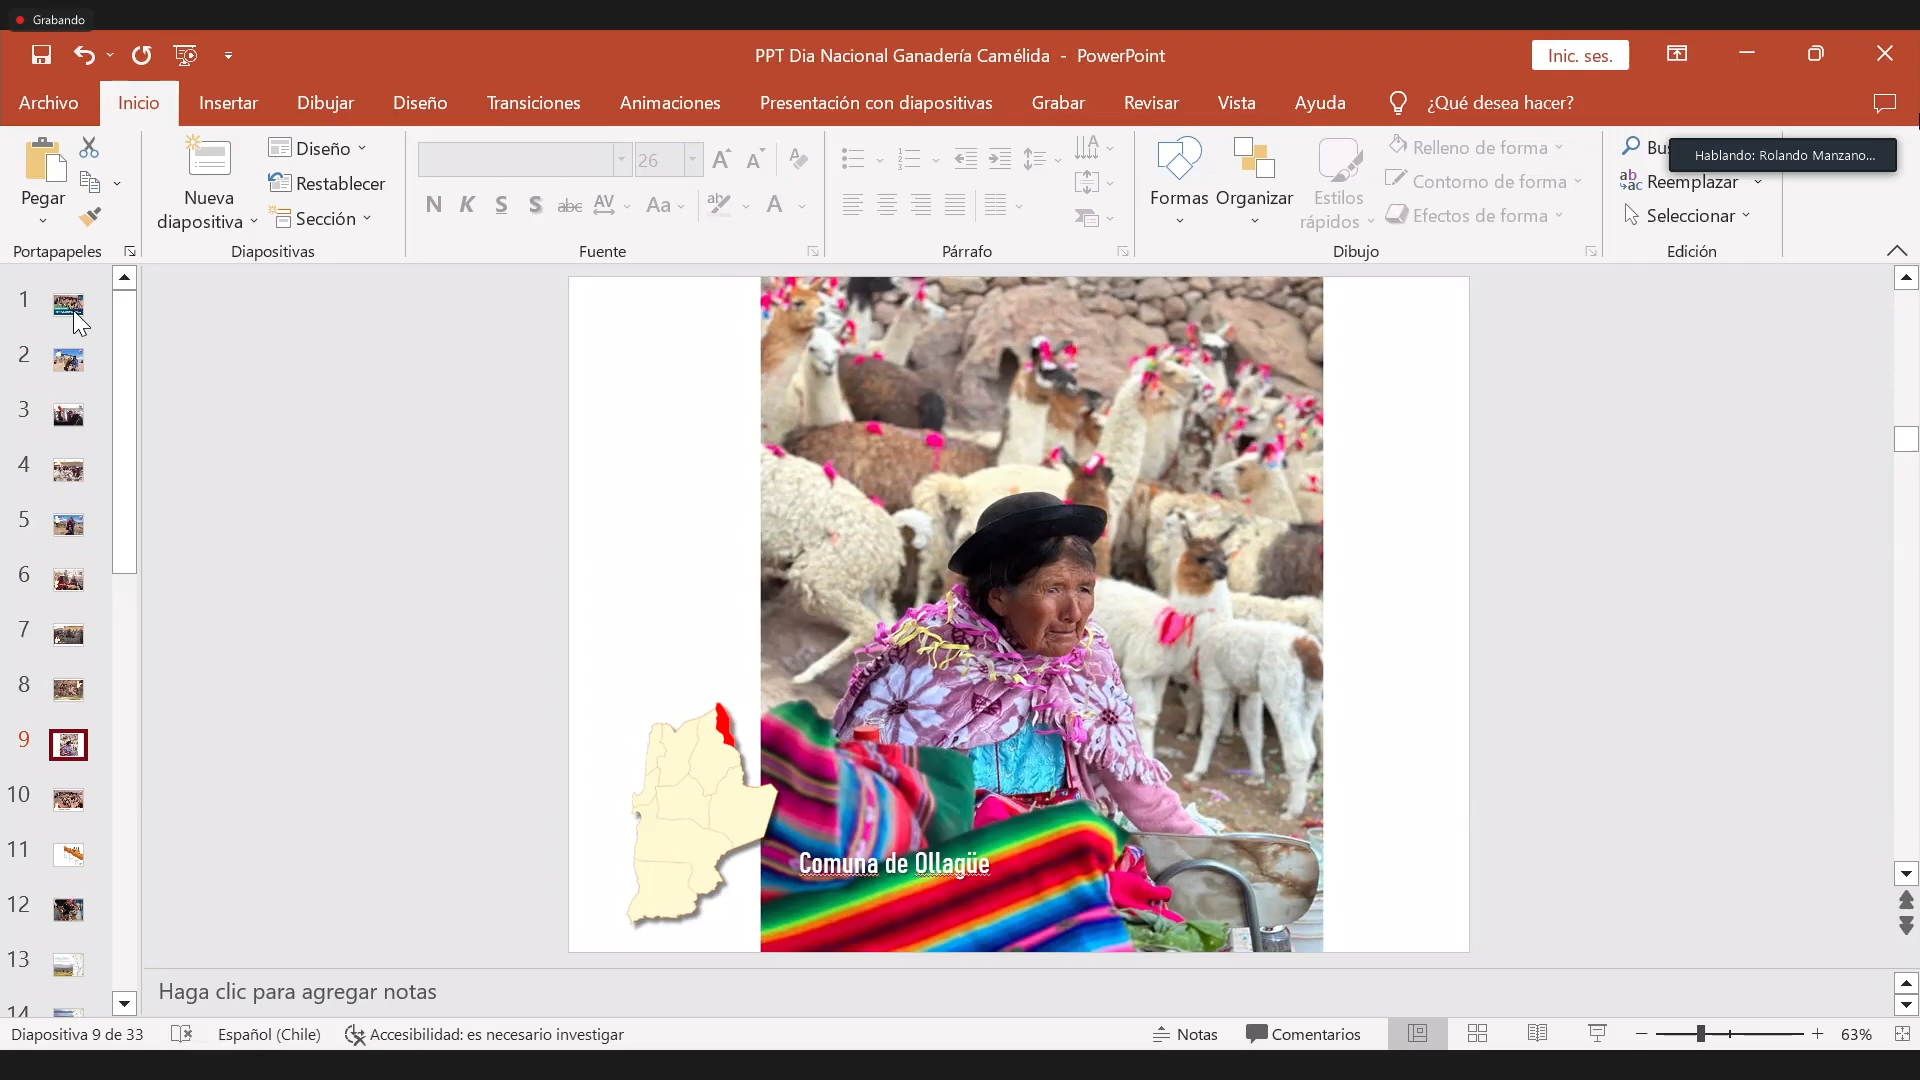 Grabando
PPT Dia Nacional Ganadería Camélida - PowerPoint
Inic. ses.
Archivo Inicio Insertar Dibujar Diseño Transiciones Animaciones Presentación con diapositivas Grabar Revisar Vista Ayuda ¿Qué desea hacer?
Pegar
Portapapeles
Nueva diapositiva
Diseño
Restablecer
Sección
Diapositivas
26
N K S S abc AV Aa ab A
Fuente
Párrafo
Formas
Organizar
Estilos rápidos
Relleno de forma
Contorno de forma
Efectos de forma
Dibujo
Hablando: Rolando Manzano...
Reemplazar
Seleccionar
Edición
1
2
3
4
5
6
7
8
9
10
11
12
13
14
Comuna de Ollagüe
Haga clic para agregar notas
Diapositiva 9 de 33 Español (Chile) Accesibilidad: es necesario investigar Notas Comentarios 63%